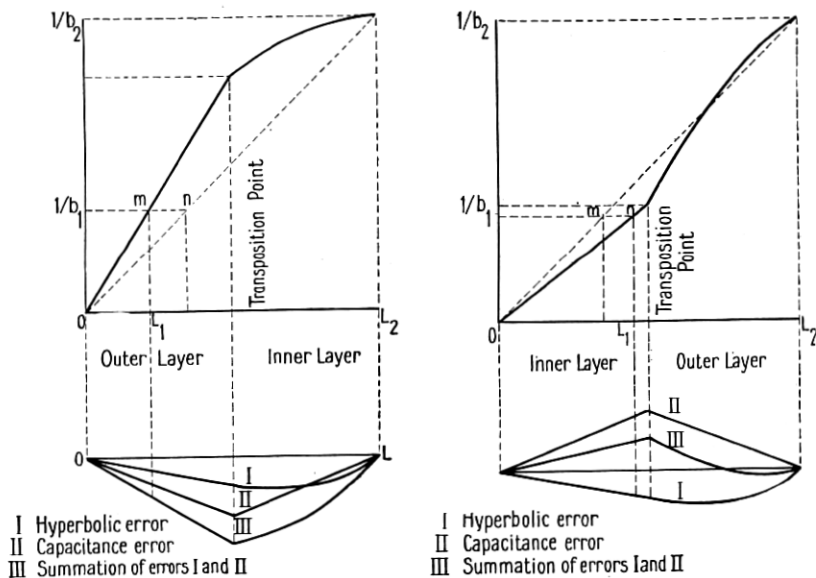 1/b2
m
n
1/b1
Transposition Point
0
L1
L2
Outer Layer
Inner Layer
0
L
I
II
III
I Hyperbolic error
II Capacitance error
III Summation of errors I and II
1/b2
1/b1
m
n
Transposition
Point
0
L1
L2
Inner Layer
Outer Layer
II
III
I
I Hyperbolic error
II Capacitance error
III Summation of errors I and II